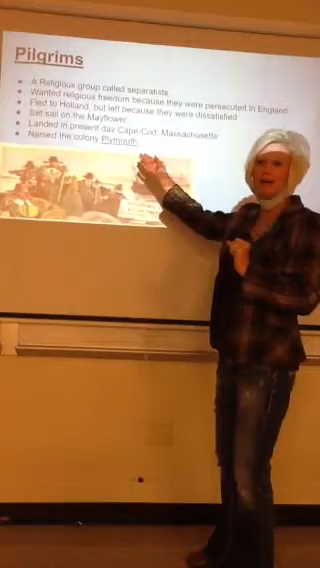 Pilgrims
● A Religious group called separatists
● Wanted religious freedom because they were persecuted in England
● Fled to Holland, but left because they were dissatisfied
● Set sail on the Mayflower
● Landed in present day Cape-Cod, Massachusetts
● Named the colony Plymouth